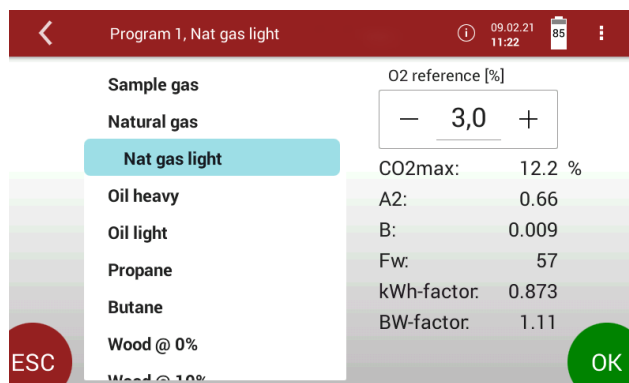 Program 1, Nat gas light
09.02.21
11:22
85
Sample gas
Natural gas
Nat gas light
Oil heavy
Oil light
Propane
Butane
Wood @ 0%
Wood @ 10%
O2 reference [%]
— 3,0 +
CO2max: 12.2 %
A2: 0.66
B: 0.009
Fw: 57
kWh-factor: 0.873
BW-factor: 1.11
ESC
OK